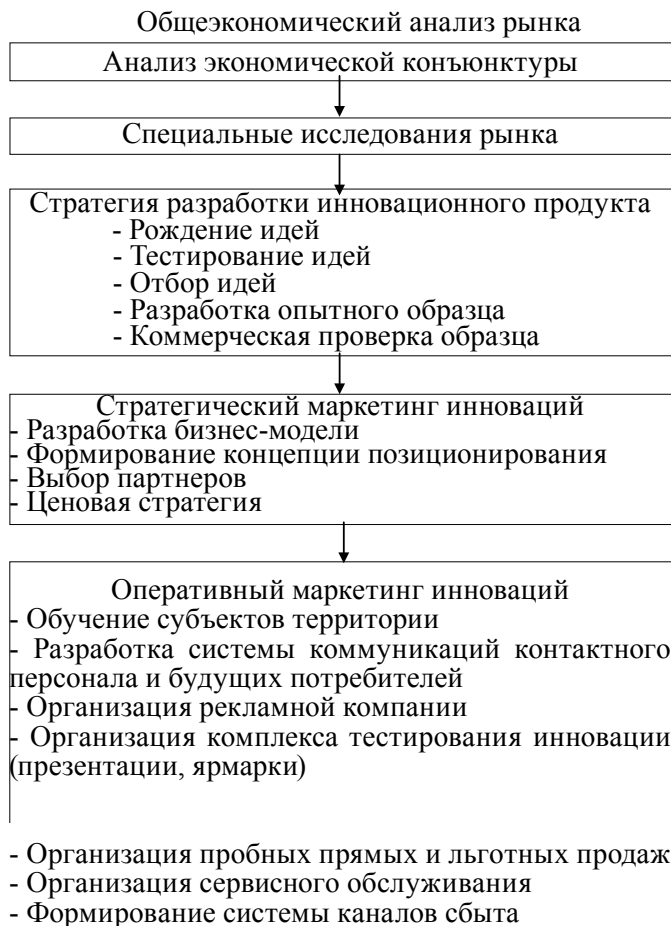 Общеэкономический анализ рынка
Анализ экономической конъюнктуры
Специальные исследования рынка
Стратегия разработки инновационного продукта
- Рождение идей
- Тестирование идей
- Отбор идей
- Разработка опытного образца
- Коммерческая проверка образца
Стратегический маркетинг инноваций
- Разработка бизнес-модели
- Формирование концепции позиционирования
- Выбор партнеров
- Ценовая стратегия
Оперативный маркетинг инноваций
- Обучение субъектов территории
- Разработка системы коммуникаций контактного
персонала и будущих потребителей
- Организация рекламной компании
- Организация комплекса тестирования инновации
(презентации, ярмарки)
- Организация пробных прямых и льготных продаж
- Организация сервисного обслуживания
- Формирование системы каналов сбыта